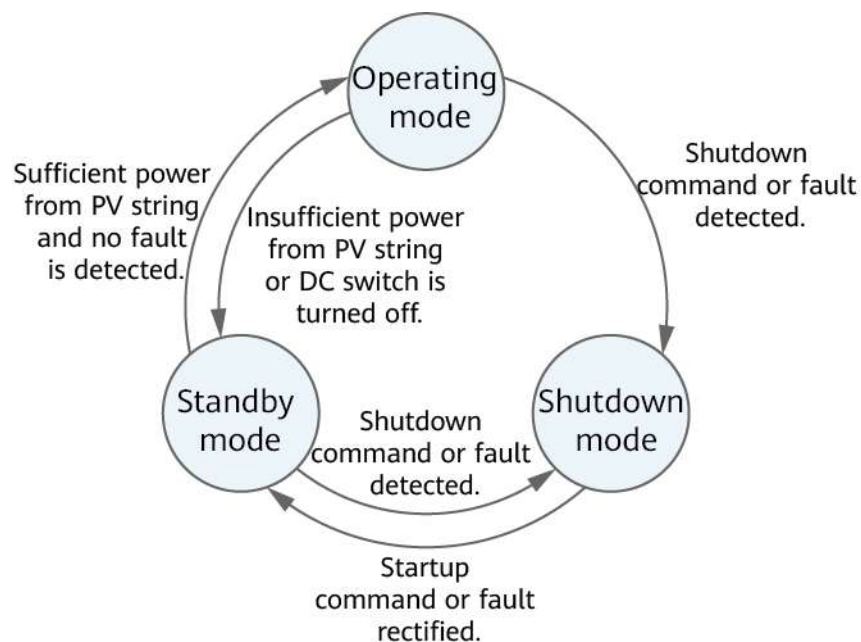 Operating
mode
Shutdown
command or fault
detected.
Sufficient power
from PV string
and no fault
is detected.
Insufficient power
from PV string
or DC switch is
turned off.
Standby
mode
Shutdown
command or fault
detected.
Shutdown
mode
Startup
command or fault
rectified.